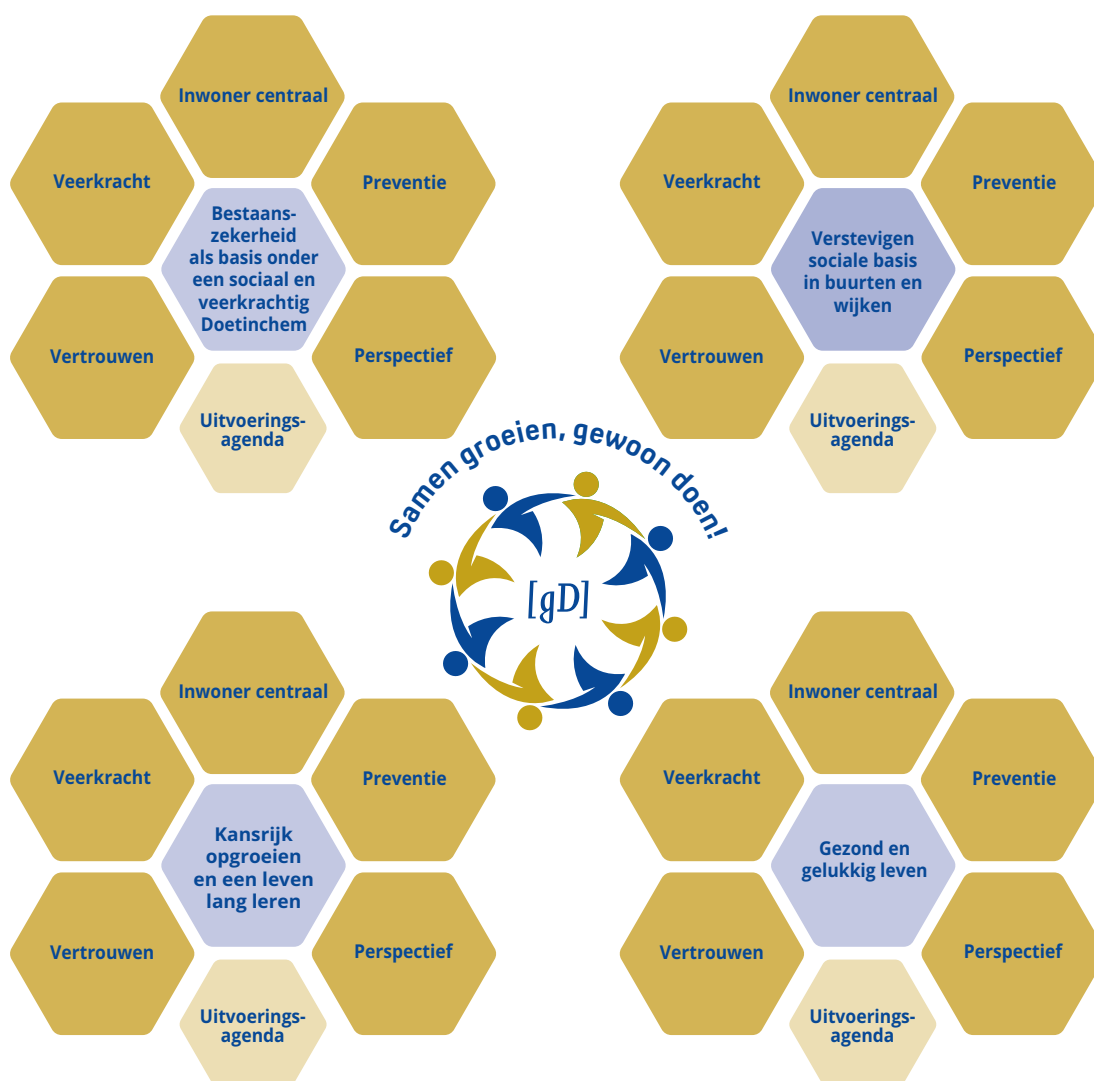 Inwoner centraal
Veerkracht
Preventie
Bestaans-
zekerheid
als basis onder
een sociaal en
veerkrachtig
Doetinchem
Vertrouwen
Perspectief
Uitvoerings-
agenda
Inwoner centraal
Veerkracht
Preventie
Verstevigen
sociale basis
in buurten en
wijken
Vertrouwen
Perspectief
Uitvoerings-
agenda
Samen groeien, gewoon doen!
[gD]
Inwoner centraal
Veerkracht
Preventie
Kansrijk
opgroeien
en een leven
lang leren
Vertrouwen
Perspectief
Uitvoerings-
agenda
Inwoner centraal
Veerkracht
Preventie
Gezond en
gelukkig leven
Vertrouwen
Perspectief
Uitvoerings-
agenda